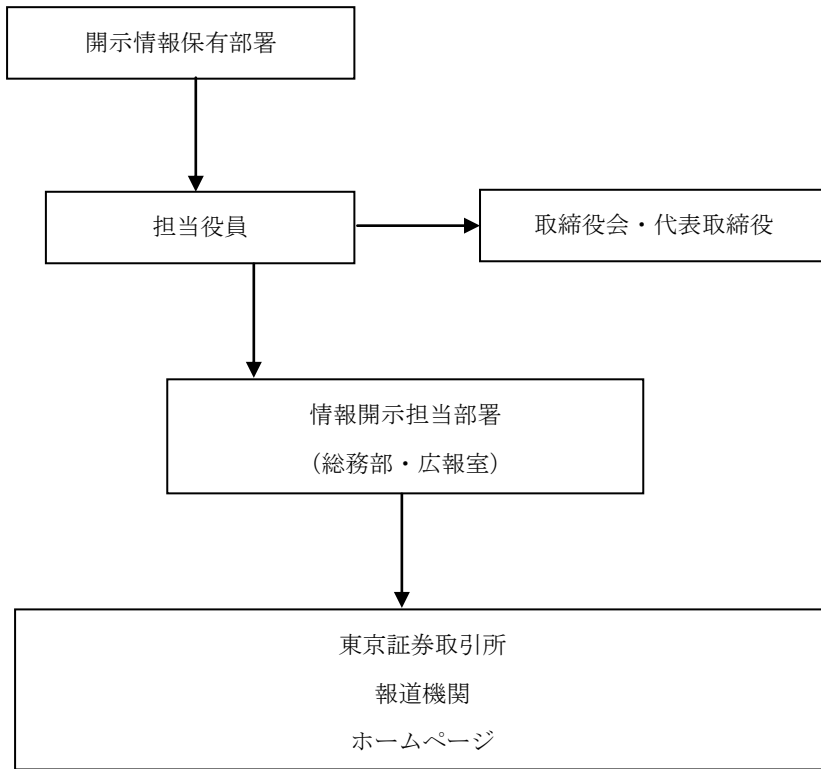 開示情報保有部署
担当役員
取締役会・代表取締役
情報開示担当部署
（総務部・広報室）
東京証券取引所
報道機関
ホームページ